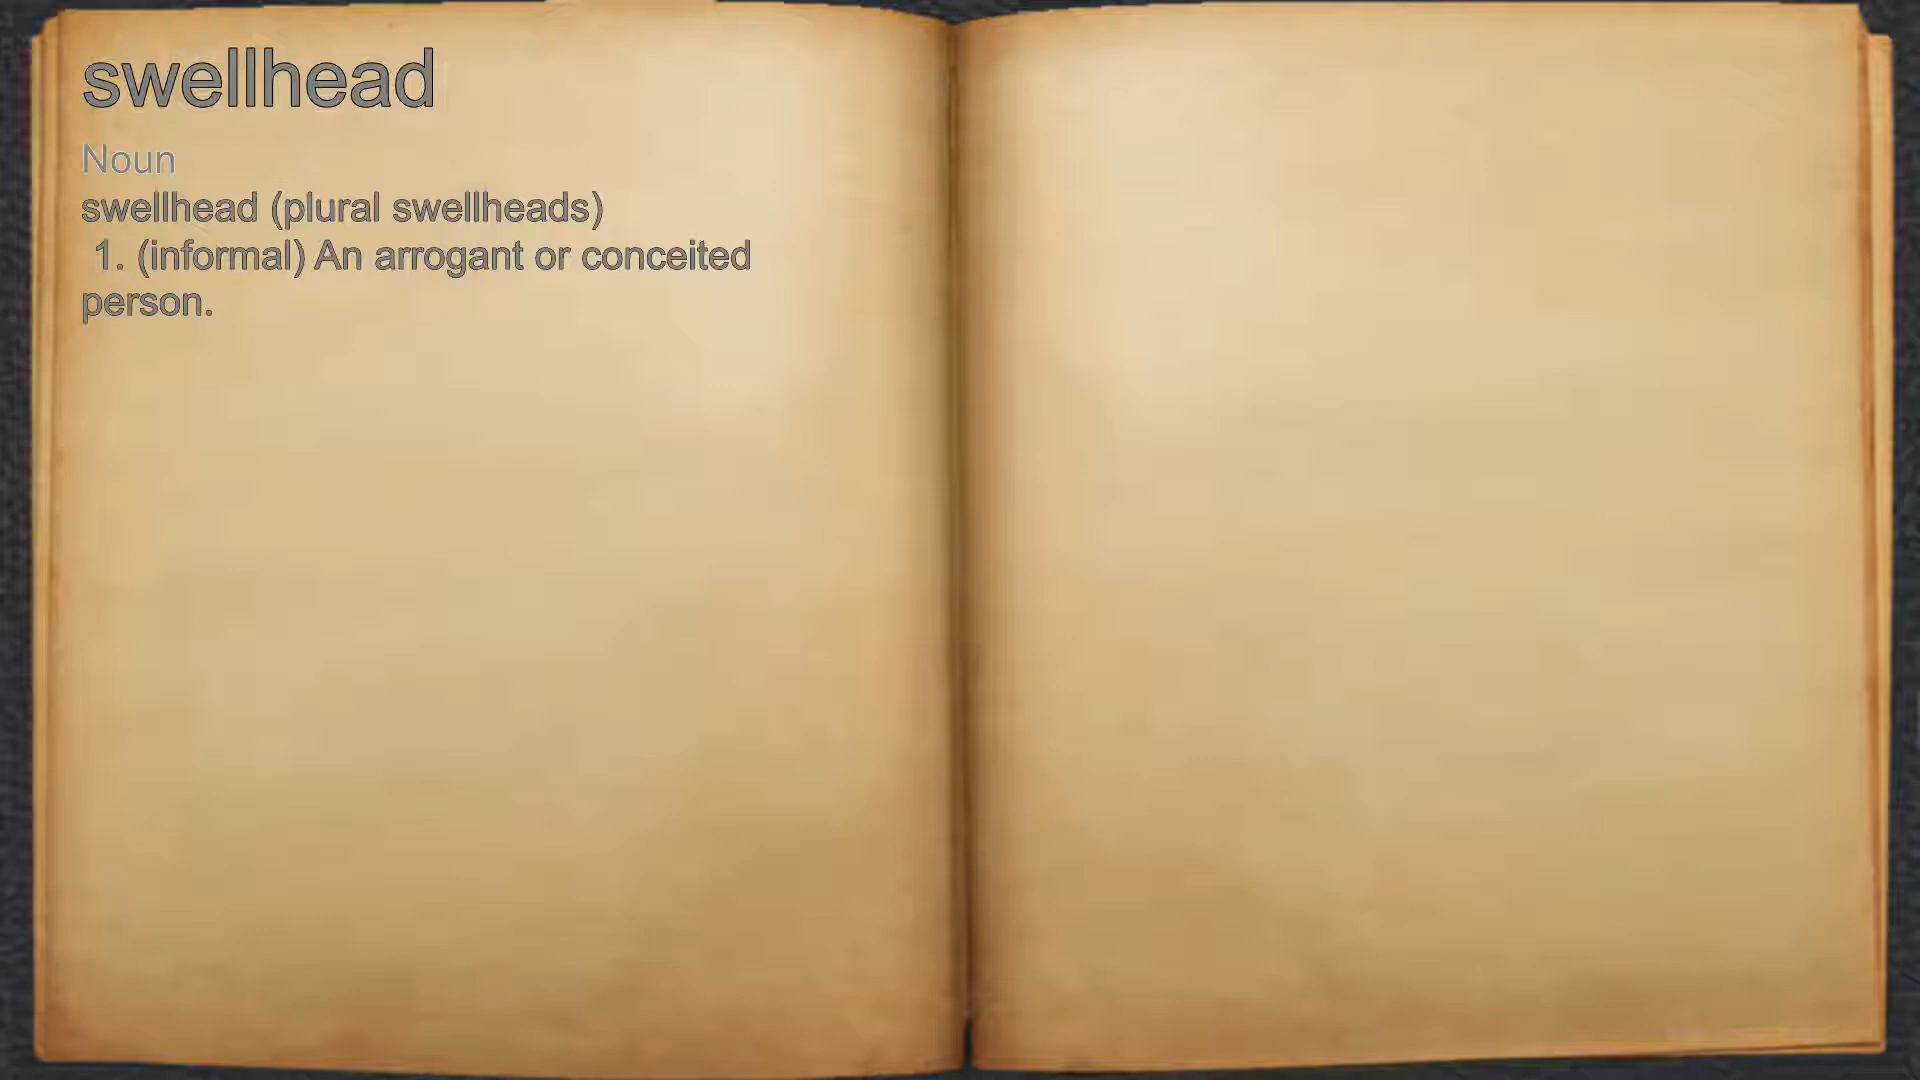 swellhead
Noun
swellhead (plural swellheads)
1. (informal) An arrogant or conceited
person.